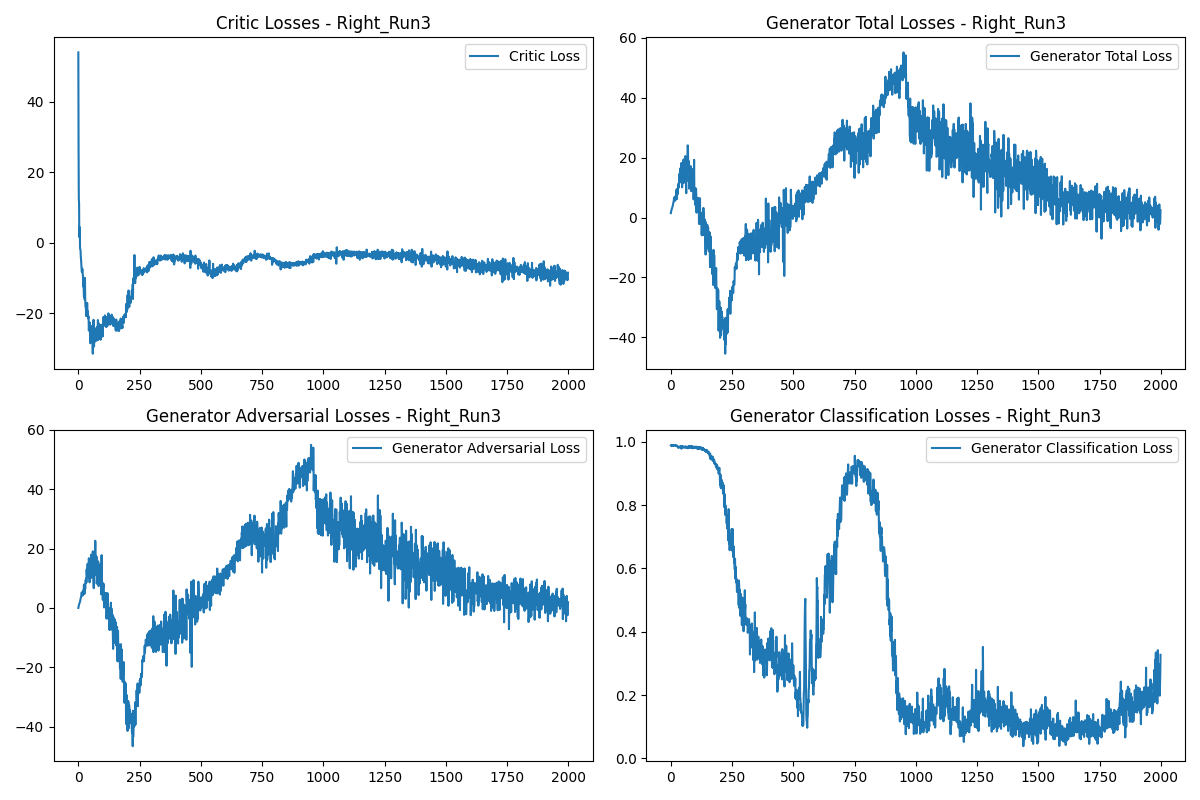 Critic Losses - Right_Run3
Critic Loss
40
20
0
−20
0 250 500 750 1000 1250 1500 1750 2000
Generator Total Losses - Right_Run3
Generator Total Loss
60
40
20
0
−20
−40
0 250 500 750 1000 1250 1500 1750 2000
Generator Adversarial Losses - Right_Run3
Generator Adversarial Loss
60
40
20
0
−20
−40
0 250 500 750 1000 1250 1500 1750 2000
Generator Classification Losses - Right_Run3
Generator Classification Loss
1.0
0.8
0.6
0.4
0.2
0.0
0 250 500 750 1000 1250 1500 1750 2000